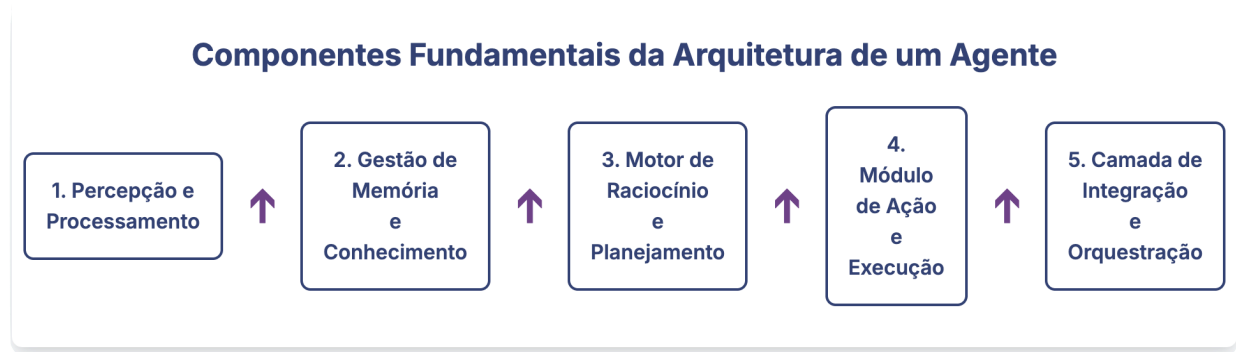 Componentes Fundamentais da Arquitetura de um Agente
1. Percepção e
Processamento
2. Gestão de
Memória
e
Conhecimento
3. Motor de
Raciocínio
e
Planejamento
4.
Módulo
de Ação
e
Execução
5. Camada de
Integração
e
Orquestração